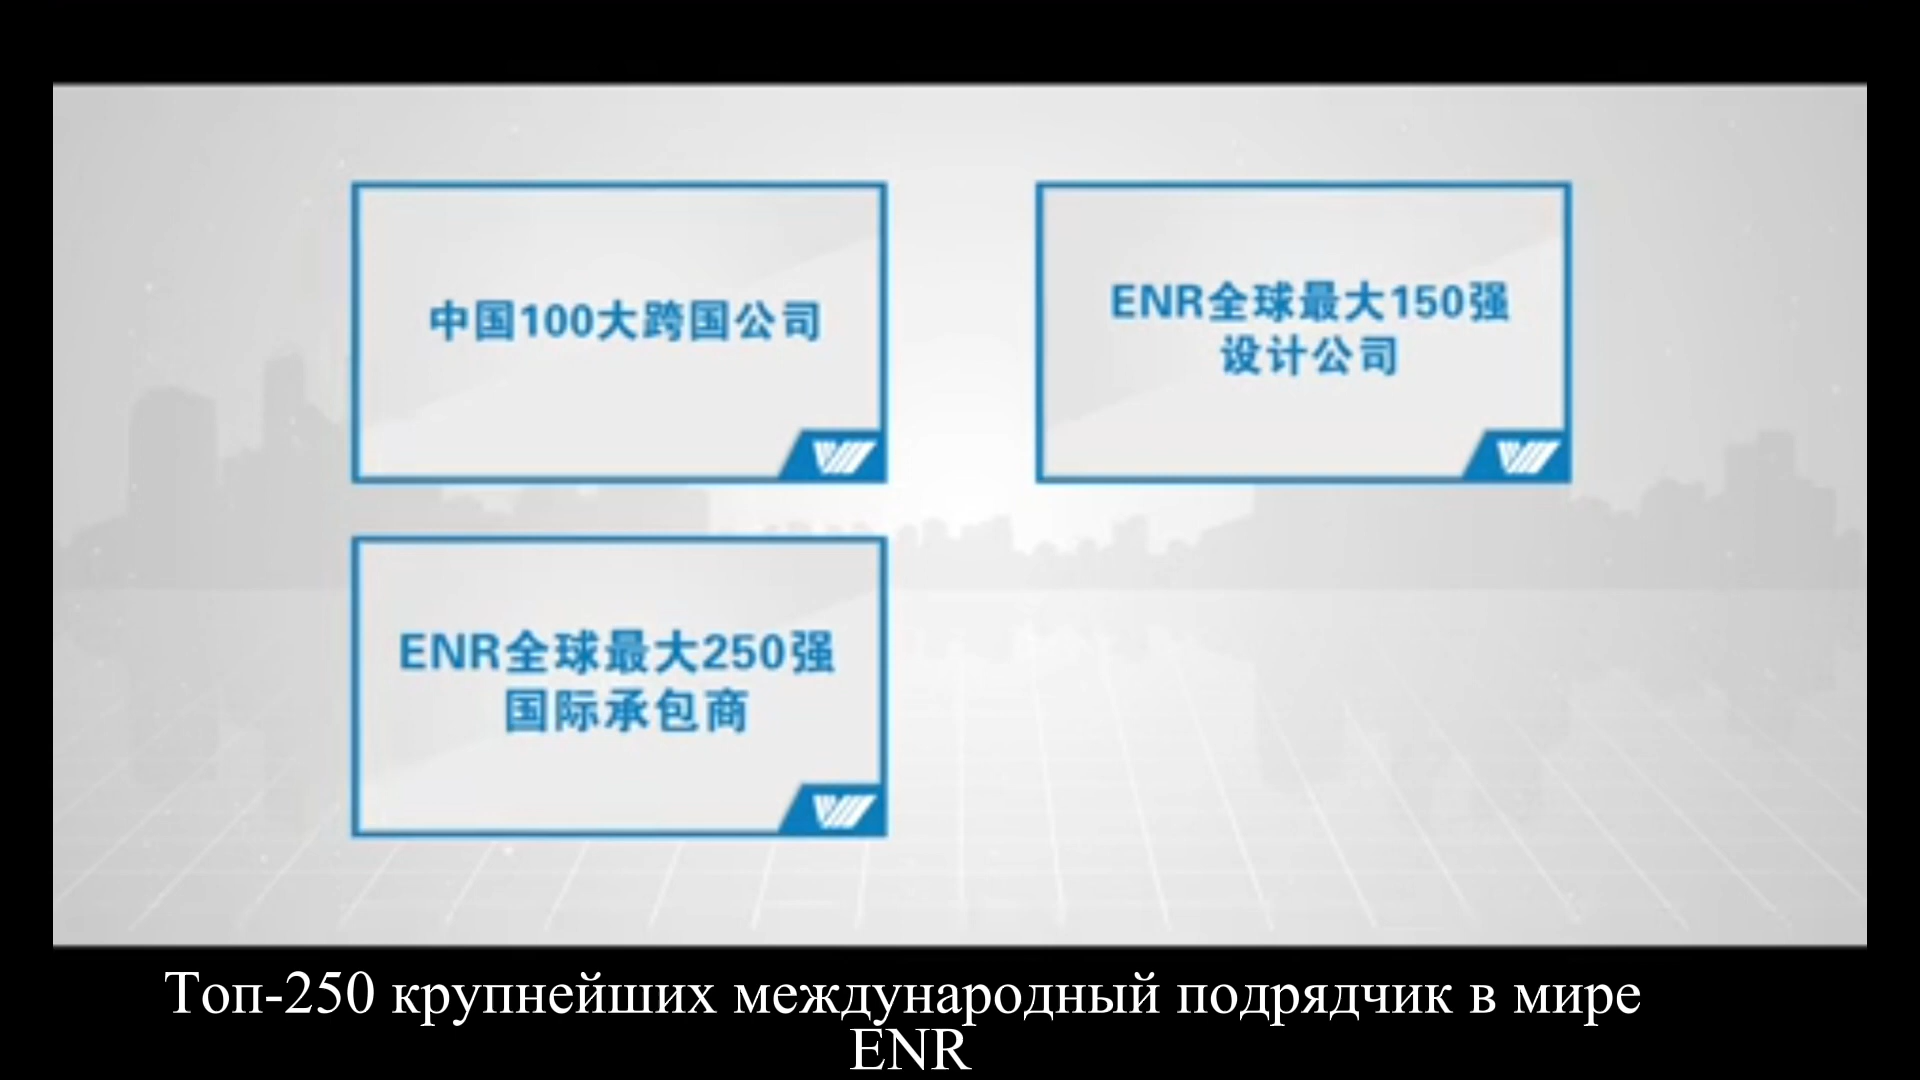 中国100大跨国公司
ENR全球最大150强
设计公司
ENR全球最大250强
国际承包商
Топ-250 крупнейших международный подрядчик в мире
ENR